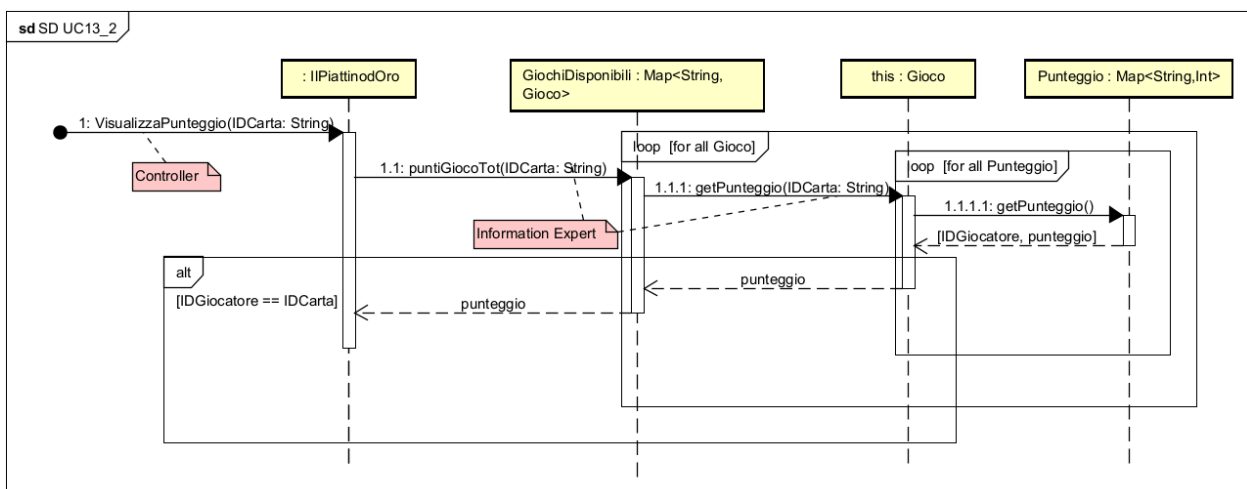 sd SD UC13_2
: IlPiattinodOro
GiochiDisponibili : Map<String,
Gioco>
this : Gioco
Punteggio : Map<String,Int>
1: VisualizzaPunteggio(IDCarta: String)
Controller
loop [for all Gioco]
loop [for all Punteggio]
1.1: puntiGiocoTot(IDCarta: String)
1.1.1: getPunteggio(IDCarta: String)
1.1.1.1: getPunteggio()
Information Expert
[IDGiocatore, punteggio]
alt
[IDGiocatore == IDCarta]
punteggio
punteggio